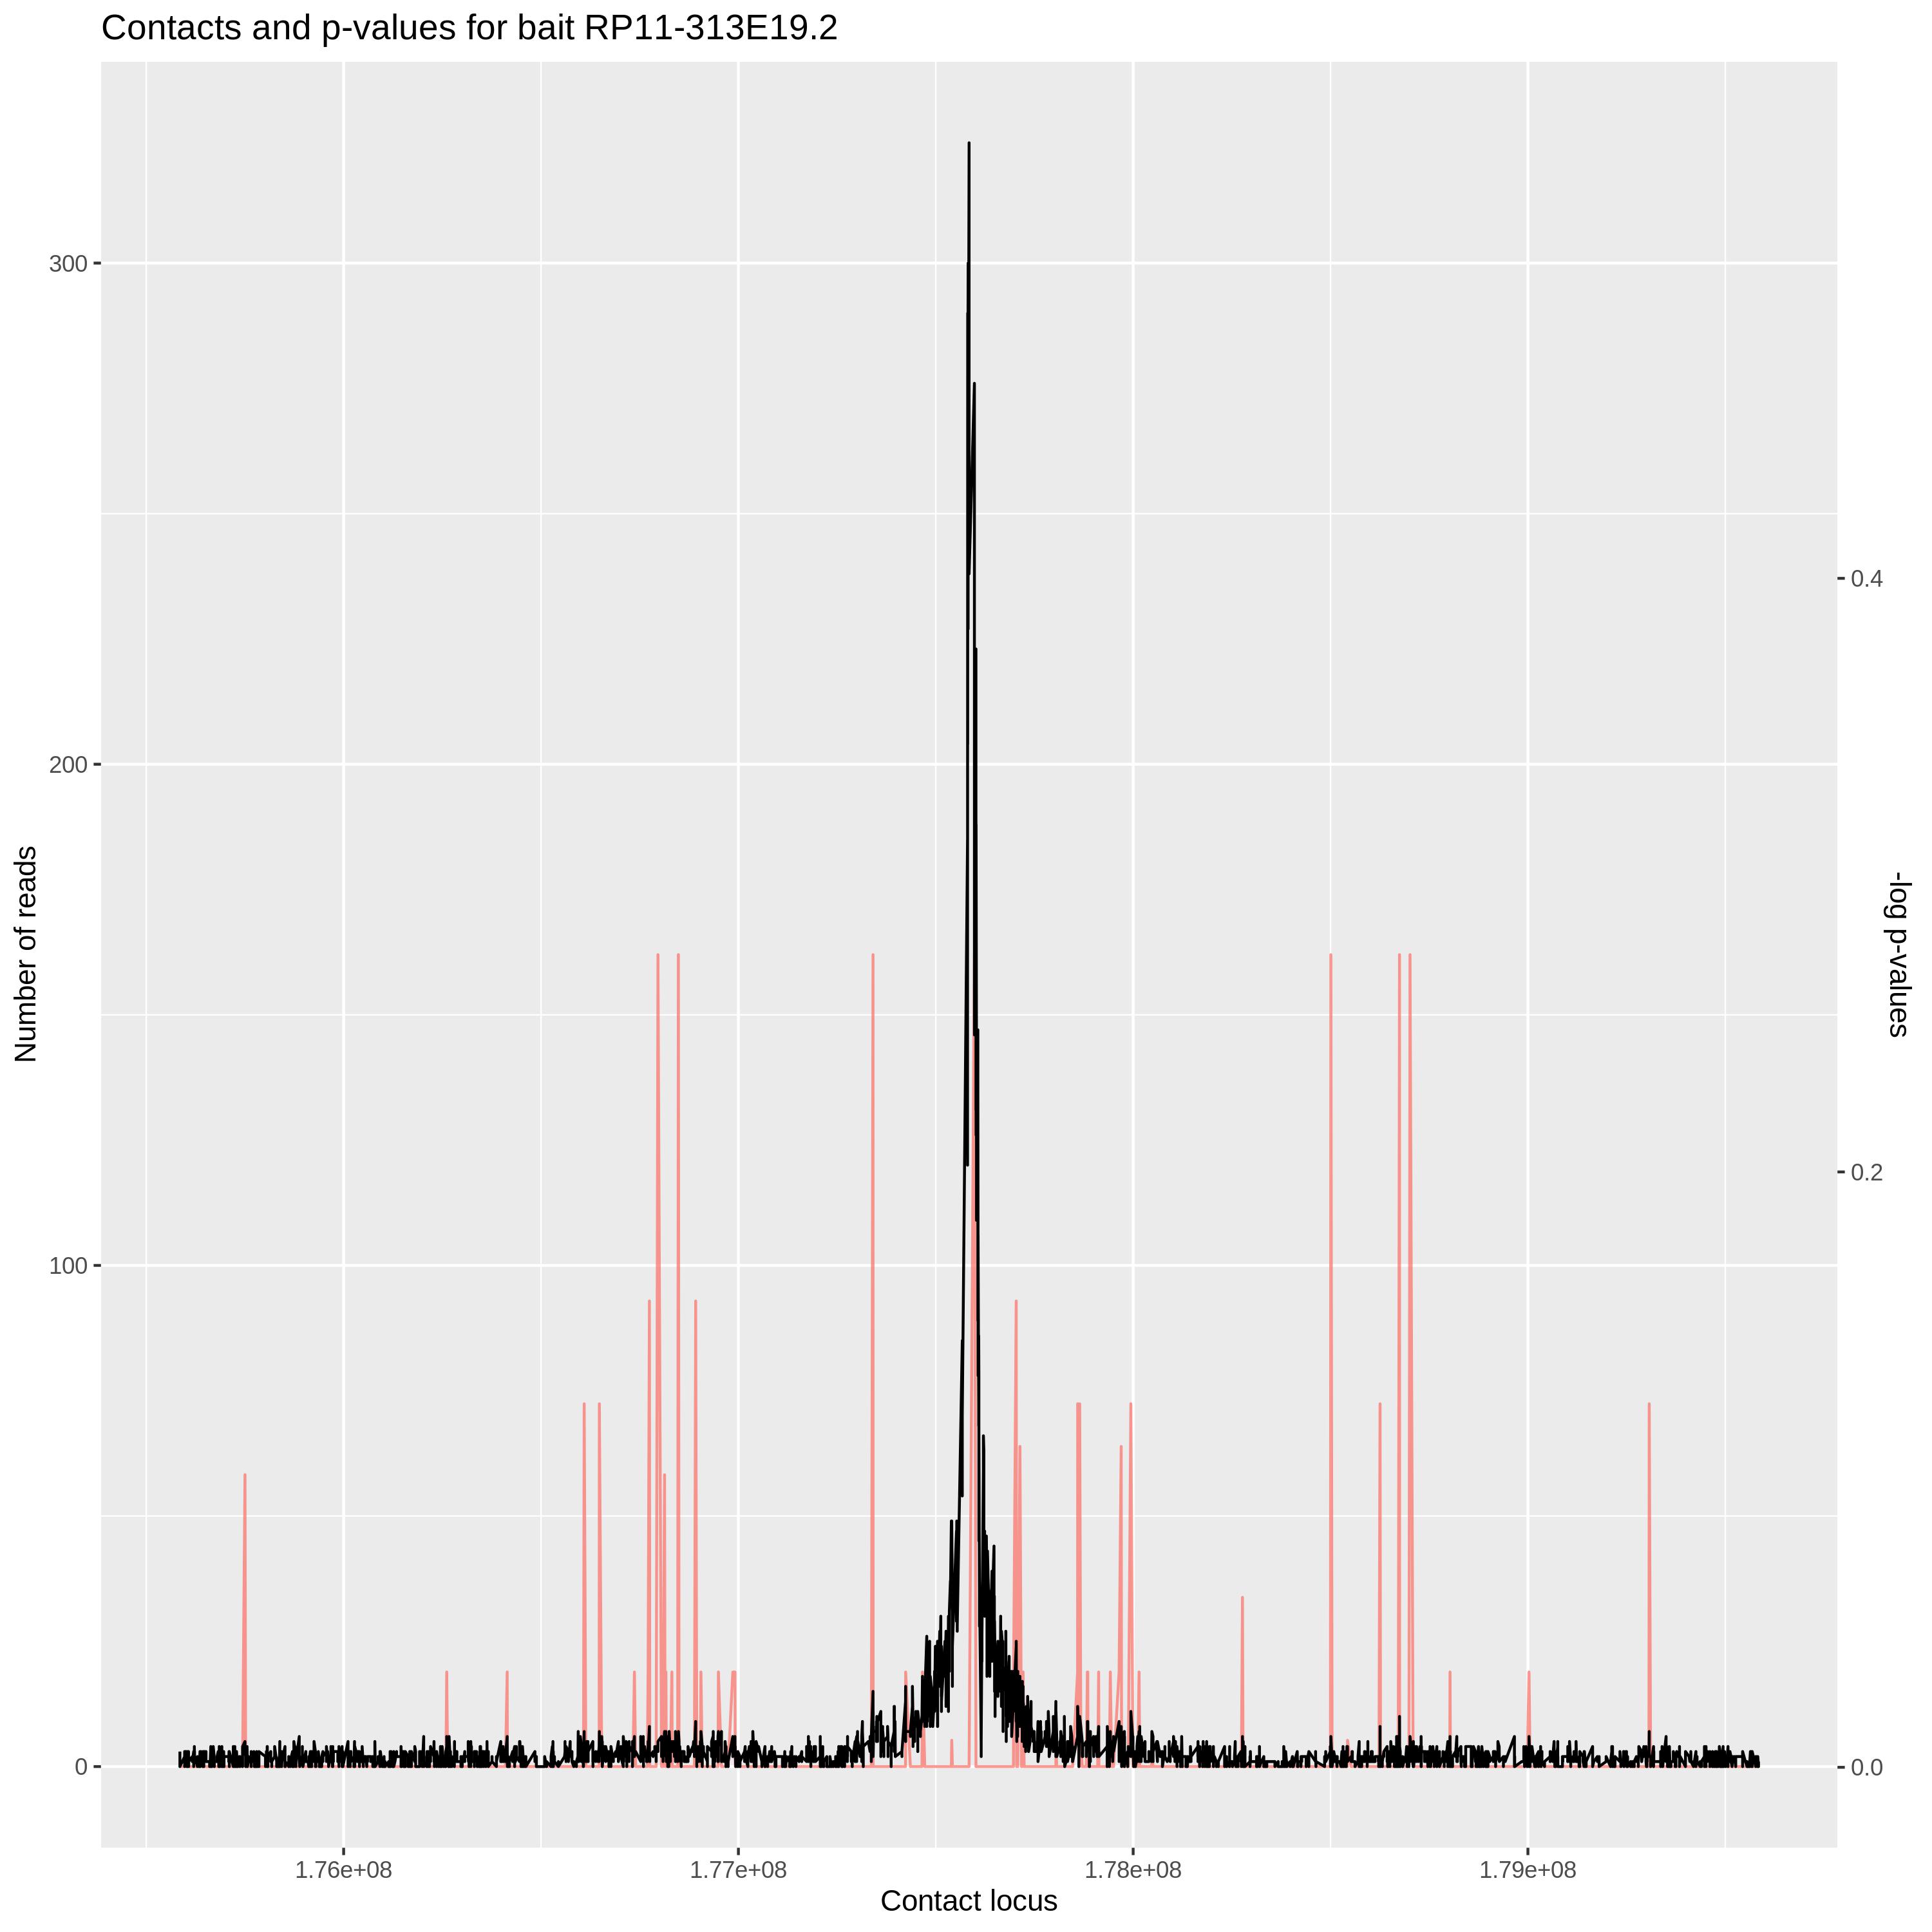 Contacts and p-values for bait RP11-313E19.2
300
200
100
0
Number of reads
0.4
0.2
0.0
-log p-values
1.76e+08
1.77e+08
1.78e+08
1.79e+08
Contact locus